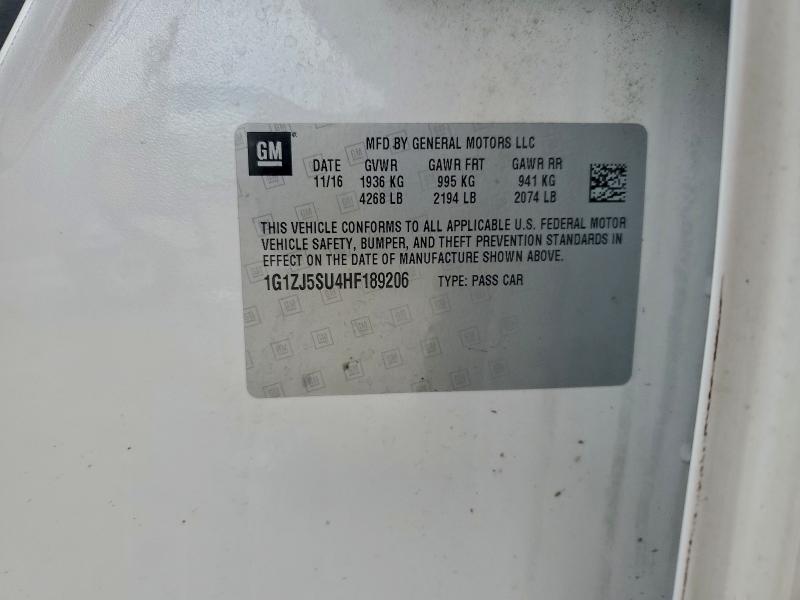 GM
MFD BY GENERAL MOTORS LLC
DATE GVWR GAWR FRT GAWR RR
11/16 1936 KG 995 KG 941 KG
4268 LB 2194 LB 2074 LB
THIS VEHICLE CONFORMS TO ALL APPLICABLE U.S. FEDERAL MOTOR
VEHICLE SAFETY, BUMPER, AND THEFT PREVENTION STANDARDS IN
EFFECT ON THE DATE OF MANUFACTURE SHOWN ABOVE.
1G1ZJ5SU4HF189206 TYPE: PASS CAR